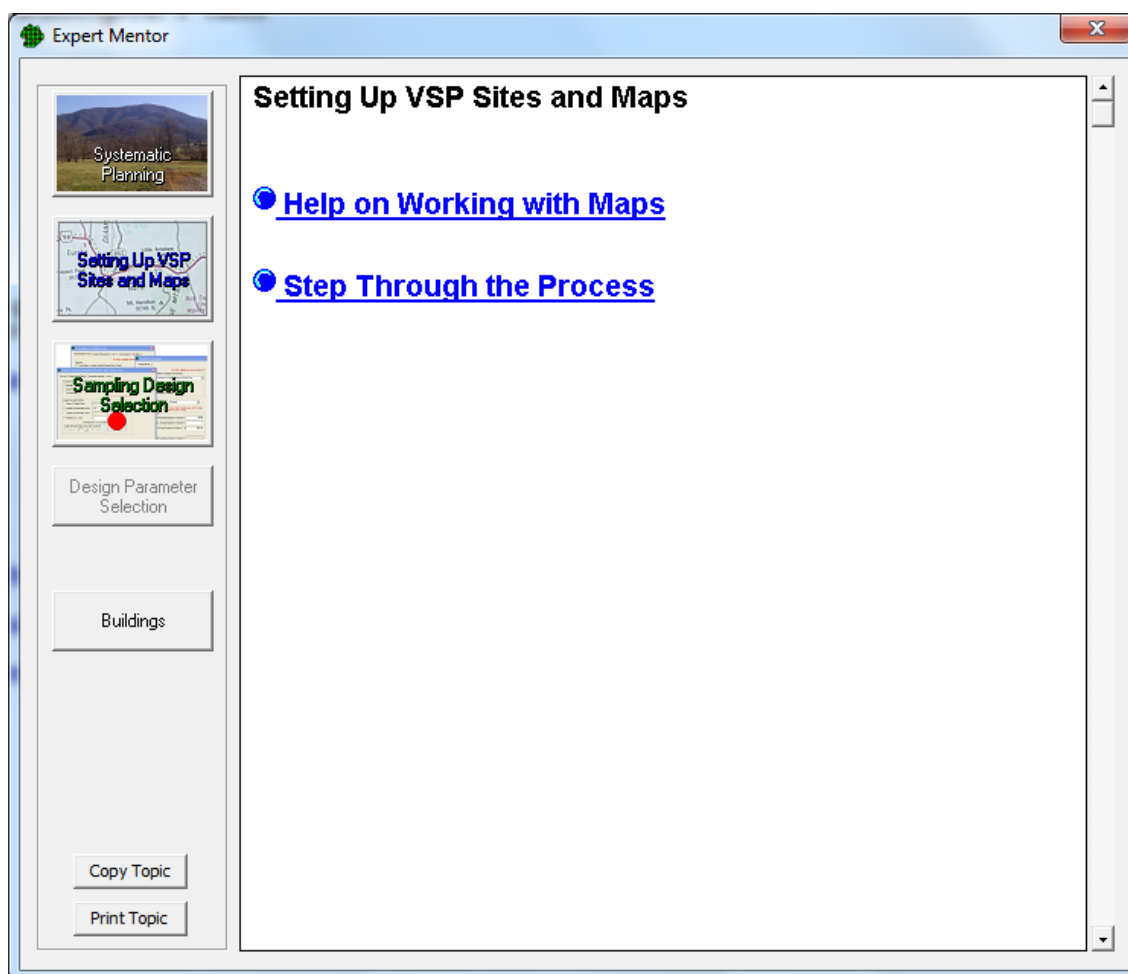 Expert Mentor
Systematic
Planning
Setting Up VSP
Sites and Maps
Sampling Design
Selection
Design Parameter
Selection
Buildings
Copy Topic
Print Topic
Setting Up VSP Sites and Maps
Help on Working with Maps
Step Through the Process